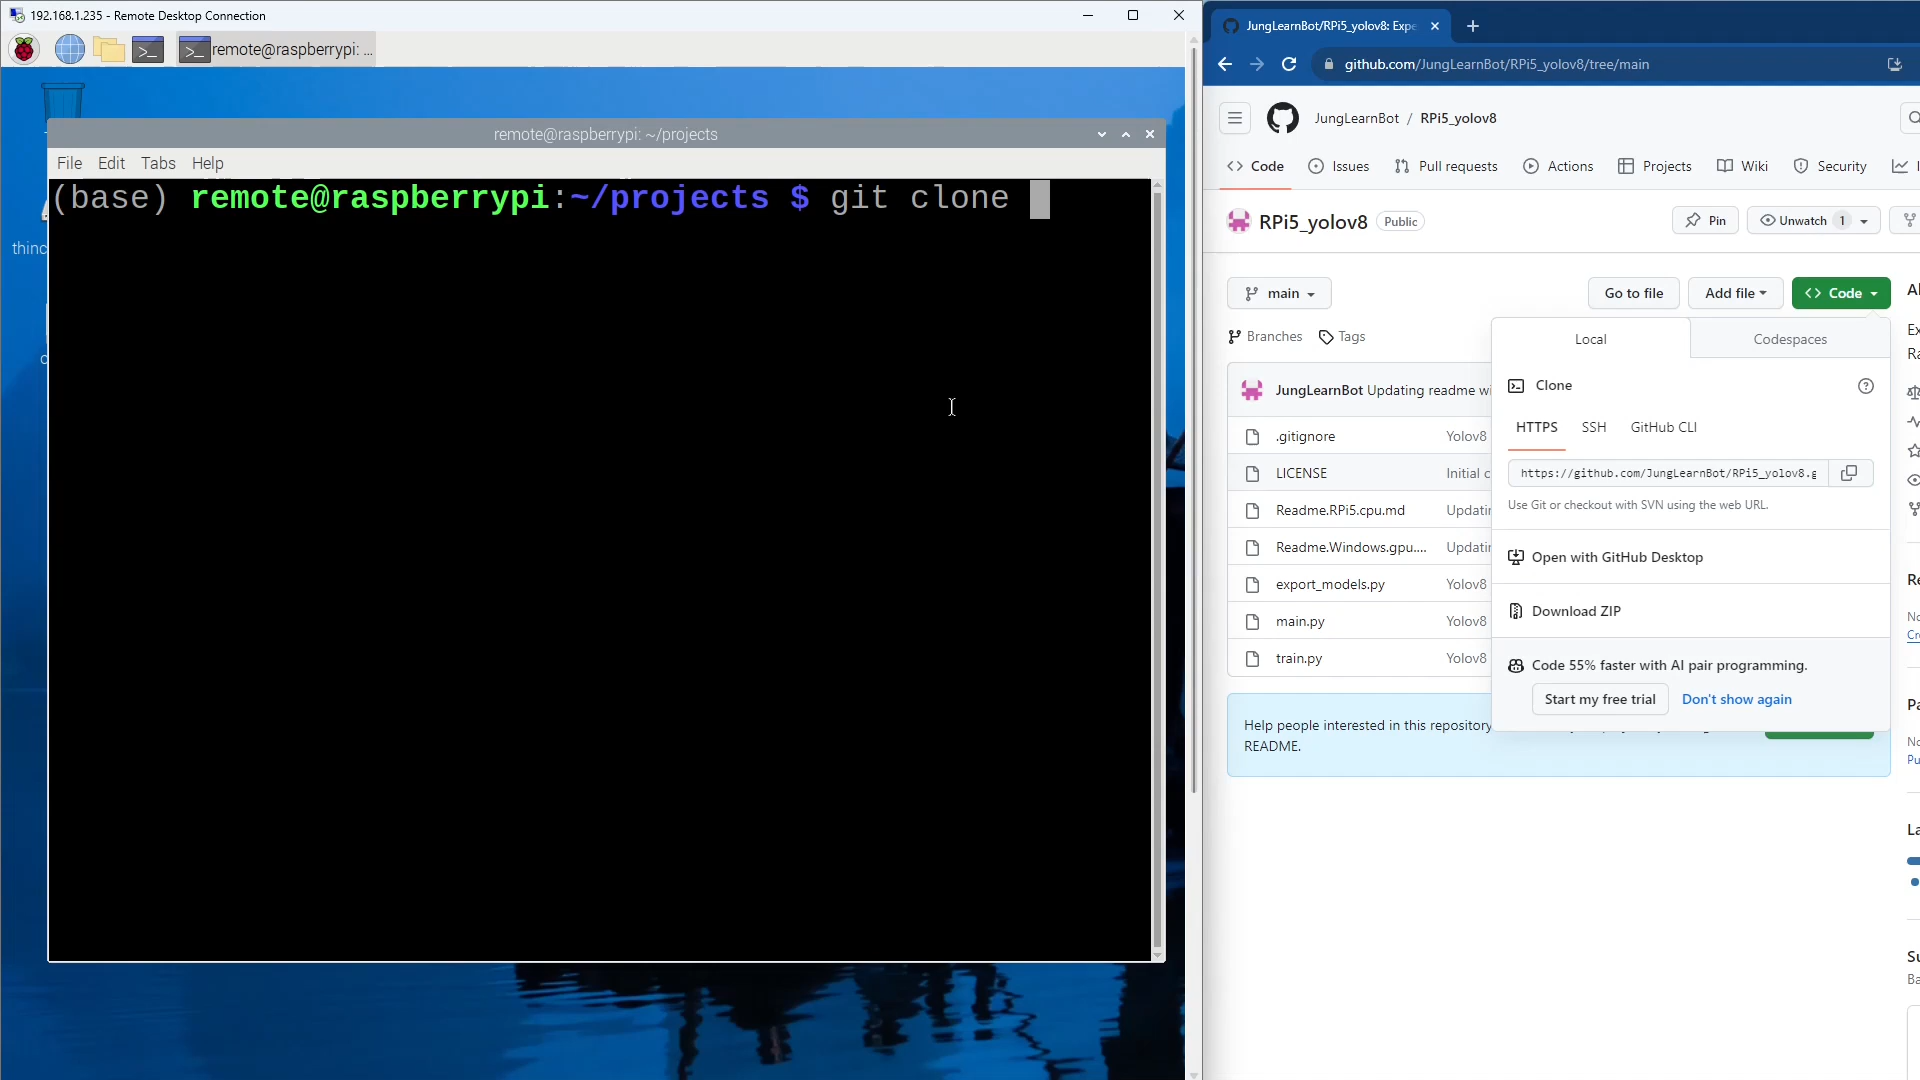 192.168.1.235 - Remote Desktop Connection
remote@raspberrypi: ...
remote@raspberrypi: ~/projects
File Edit Tabs Help
(base) remote@raspberrypi:~/projects $ git clone
thinc
JungLearnBot/RPi5_yolov8: Expe
github.com/JungLearnBot/RPi5_yolov8/tree/main
JungLearnBot / RPi5_yolov8
Code Issues Pull requests Actions Projects Wiki Security
RPi5_yolov8 Public Pin Unwatch 1
main Go to file Add file Code
Branches Tags
Local Codespaces
JungLearnBot Updating readme wi
Clone
HTTPS SSH GitHub CLI
https://github.com/JungLearnBot/RPi5_yolov8.g
Use Git or checkout with SVN using the web URL.
Open with GitHub Desktop
Download ZIP
Code 55% faster with AI pair programming.
Start my free trial Don't show again
.gitignore Yolov8
LICENSE Initial c
Readme.RPi5.cpu.md Updatin
Readme.Windows.gpu.... Updatin
export_models.py Yolov8
main.py Yolov8
train.py Yolov8
Help people interested in this repository
README.